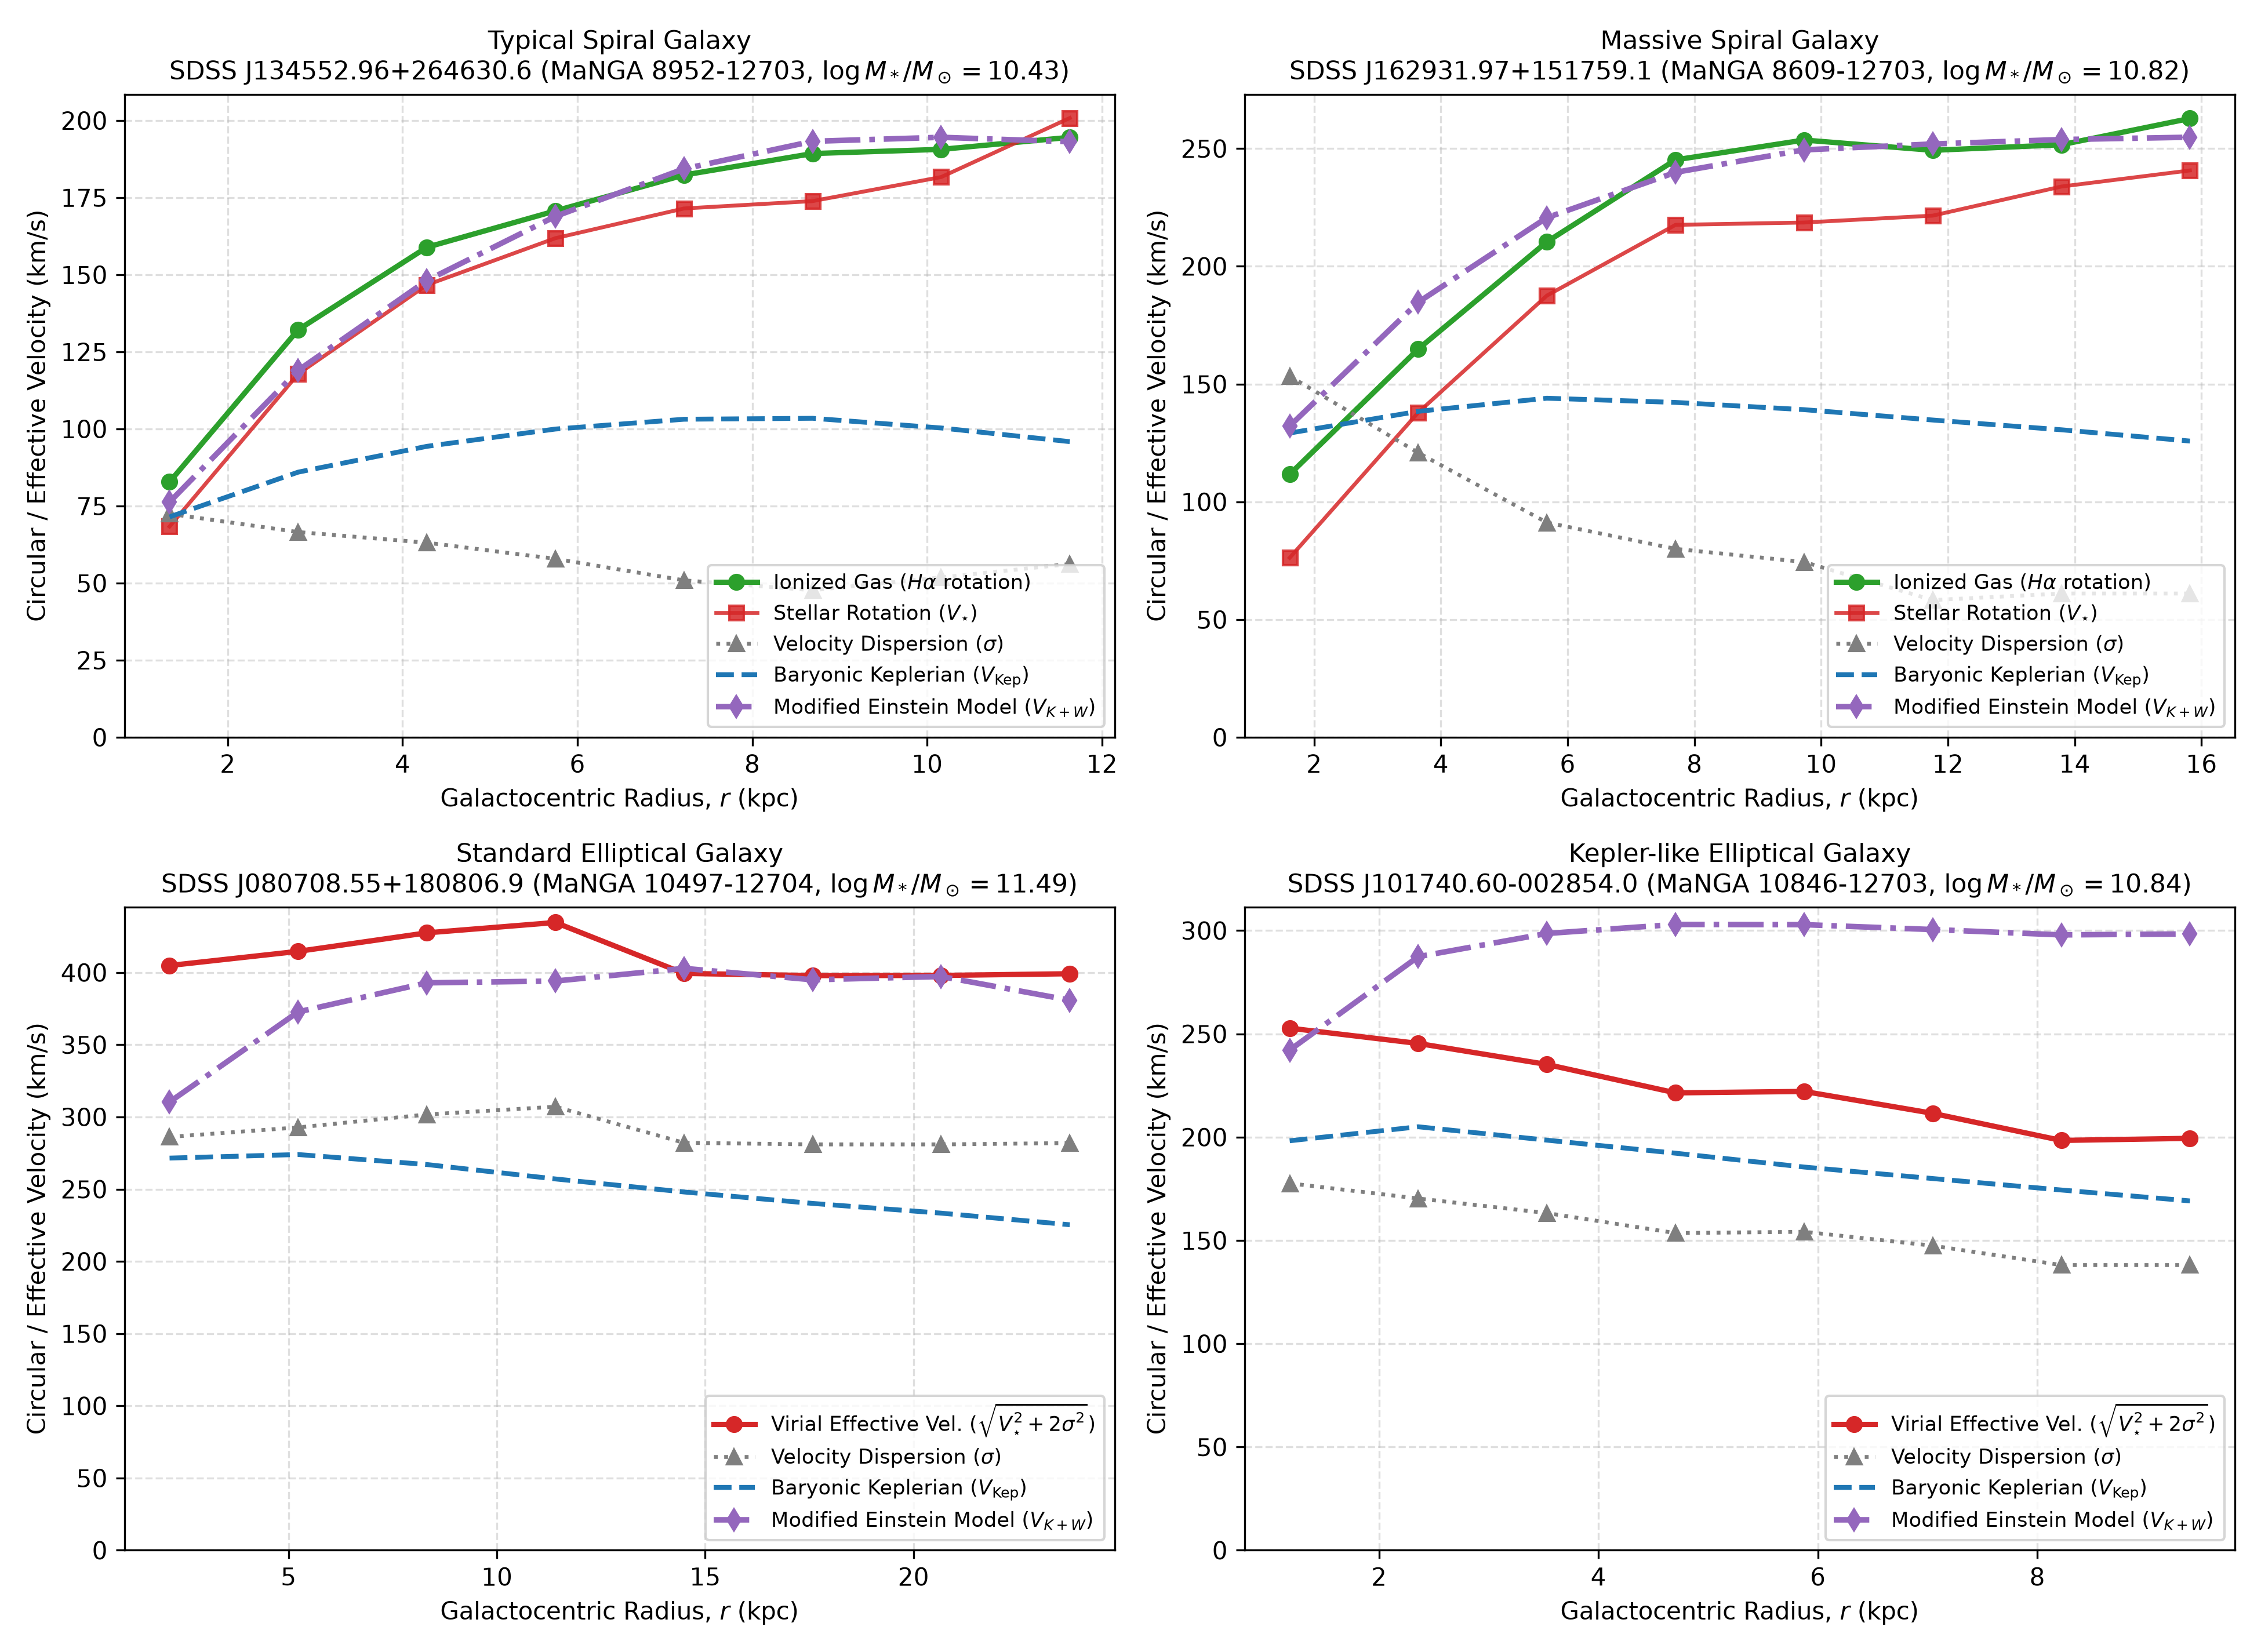 Typical Spiral Galaxy
SDSS J134552.96+264630.6 (MaNGA 8952-12703, log M∗/M⊙ = 10.43)
200
175
150
125
100
75
50
25
0
Circular / Effective Velocity (km/s)
Ionized Gas (Hα rotation)
Stellar Rotation (V⋆)
Velocity Dispersion (σ)
Baryonic Keplerian (V_Kep)
Modified Einstein Model (V_K+W)
2 4 6 8 10 12
Galactocentric Radius, r (kpc)
Massive Spiral Galaxy
SDSS J162931.97+151759.1 (MaNGA 8609-12703, log M∗/M⊙ = 10.82)
250
200
150
100
50
0
Circular / Effective Velocity (km/s)
Ionized Gas (Hα rotation)
Stellar Rotation (V⋆)
Velocity Dispersion (σ)
Baryonic Keplerian (V_Kep)
Modified Einstein Model (V_K+W)
2 4 6 8 10 12 14 16
Galactocentric Radius, r (kpc)
Standard Elliptical Galaxy
SDSS J080708.55+180806.9 (MaNGA 10497-12704, log M∗/M⊙ = 11.49)
400
350
300
250
200
150
100
50
0
Circular / Effective Velocity (km/s)
Virial Effective Vel. (√V⋆² + 2σ²)
Velocity Dispersion (σ)
Baryonic Keplerian (V_Kep)
Modified Einstein Model (V_K+W)
5 10 15 20
Galactocentric Radius, r (kpc)
Kepler-like Elliptical Galaxy
SDSS J101740.60-002854.0 (MaNGA 10846-12703, log M∗/M⊙ = 10.84)
300
250
200
150
100
50
0
Circular / Effective Velocity (km/s)
Virial Effective Vel. (√V⋆² + 2σ²)
Velocity Dispersion (σ)
Baryonic Keplerian (V_Kep)
Modified Einstein Model (V_K+W)
2 4 6 8
Galactocentric Radius, r (kpc)